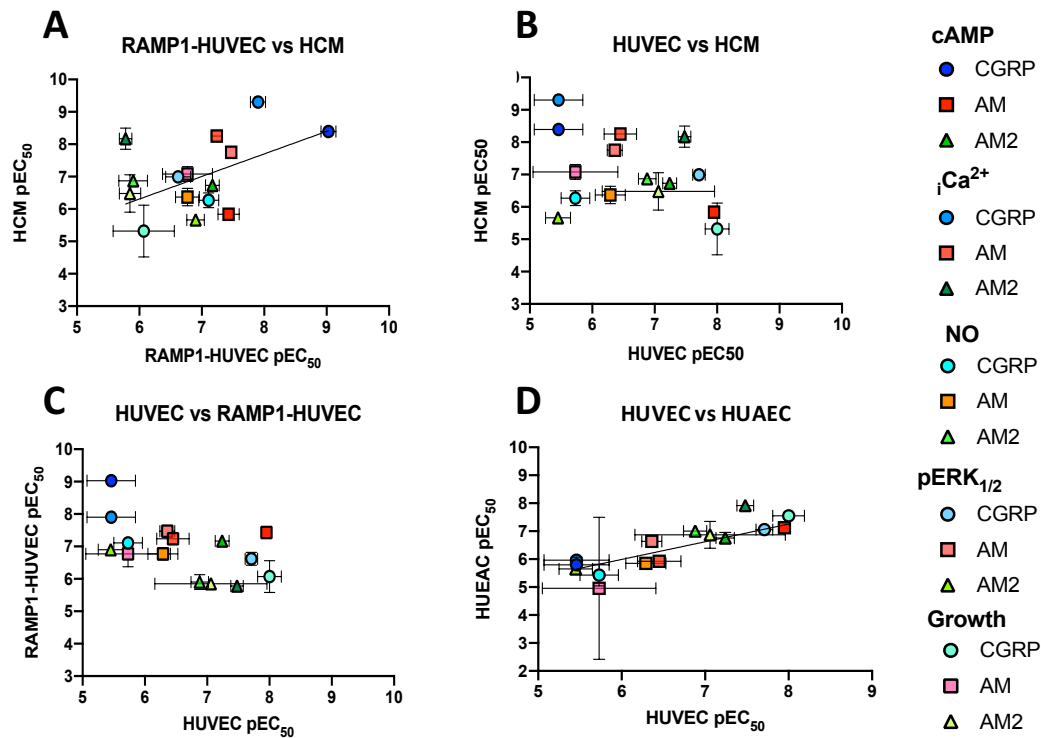 A
RAMP1-HUVEC vs HCM
HCM pEC50
10
9
8
7
6
5
4
3
5 6 7 8 9 10
RAMP1-HUVEC pEC50
B
HUVEC vs HCM
HCM pEC50
9
8
7
6
5
4
3
5 6 7 8 9 10
HUVEC pEC50
C
HUVEC vs RAMP1-HUVEC
RAMP1-HUVEC pEC50
10
9
8
7
6
5
4
3
5 6 7 8 9 10
HUVEC pEC50
D
HUVEC vs HUAEC
HUEAC pEC50
10
9
8
7
6
5
4
3
2
5 6 7 8 9
HUVEC pEC50
cAMP
CGRP
AM
AM2
iCa2+
CGRP
AM
AM2
NO
CGRP
AM
AM2
pERK1/2
CGRP
AM
AM2
Growth
CGRP
AM
AM2